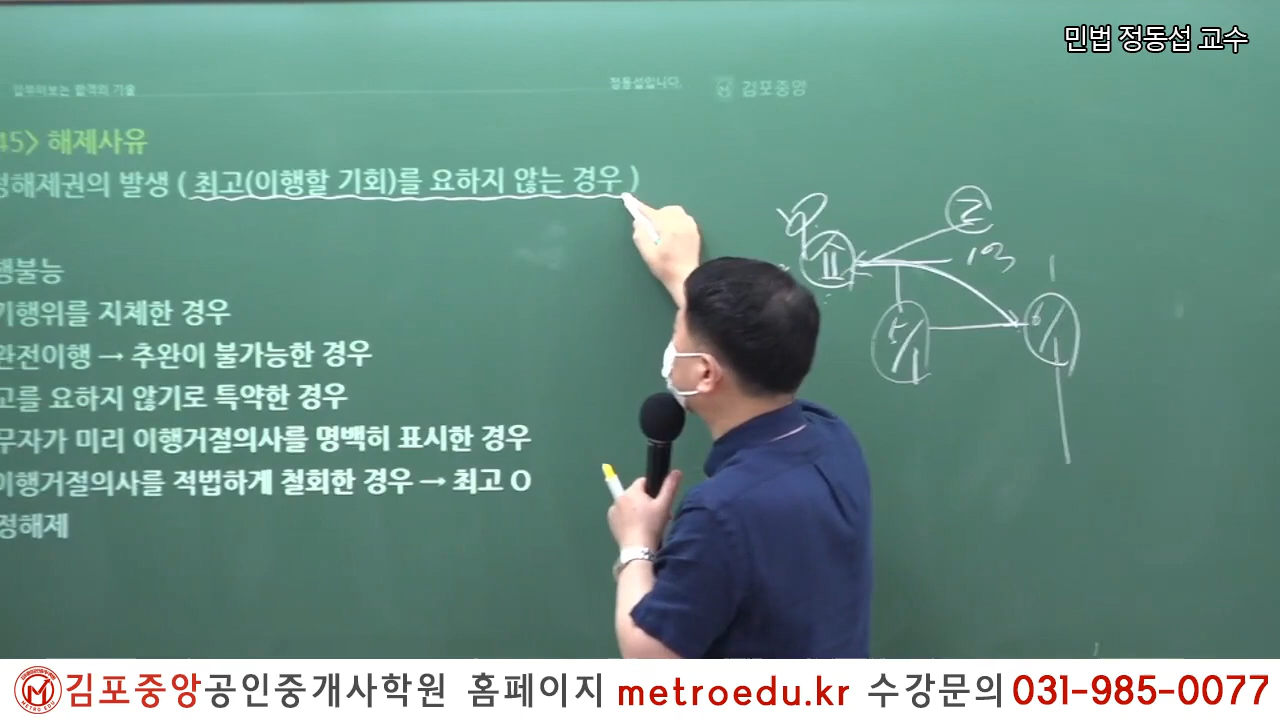 민법 정동섭 교수
합격의 기술
정동섭입니다. 김포중앙
45> 해제사유
정해제권의 발생 ( 최고(이행할 기회)를 요하지 않는 경우 )
행불능
기행위를 지체한 경우
완전이행 → 추완이 불가능한 경우
고를 요하지 않기로 특약한 경우
무자가 미리 이행거절의사를 명백히 표시한 경우
이행거절의사를 적법하게 철회한 경우 → 최고 O
정해제
5/1
6/1
METRO EDU
김포중앙공인중개사학원 홈페이지 metroedu.kr 수강문의 031-985-0077